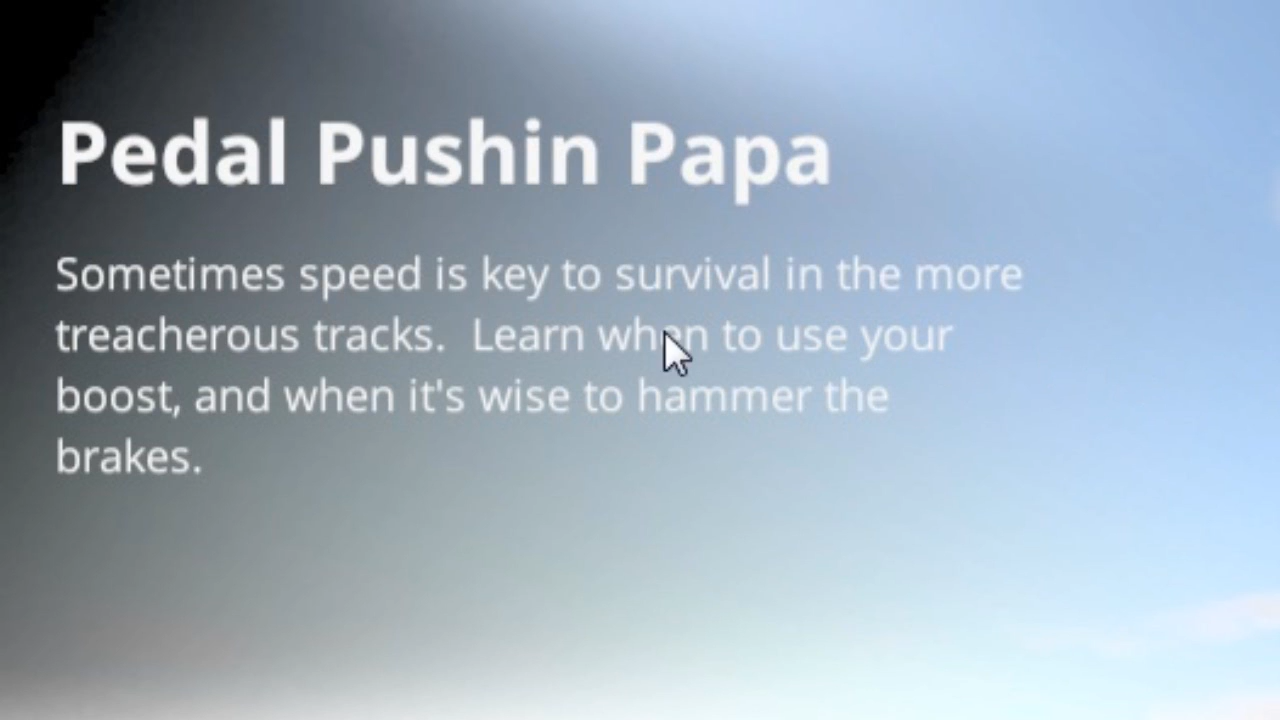 Pedal Pushin Papa
Sometimes speed is key to survival in the more
treacherous tracks.  Learn when to use your
boost, and when it's wise to hammer the
brakes.